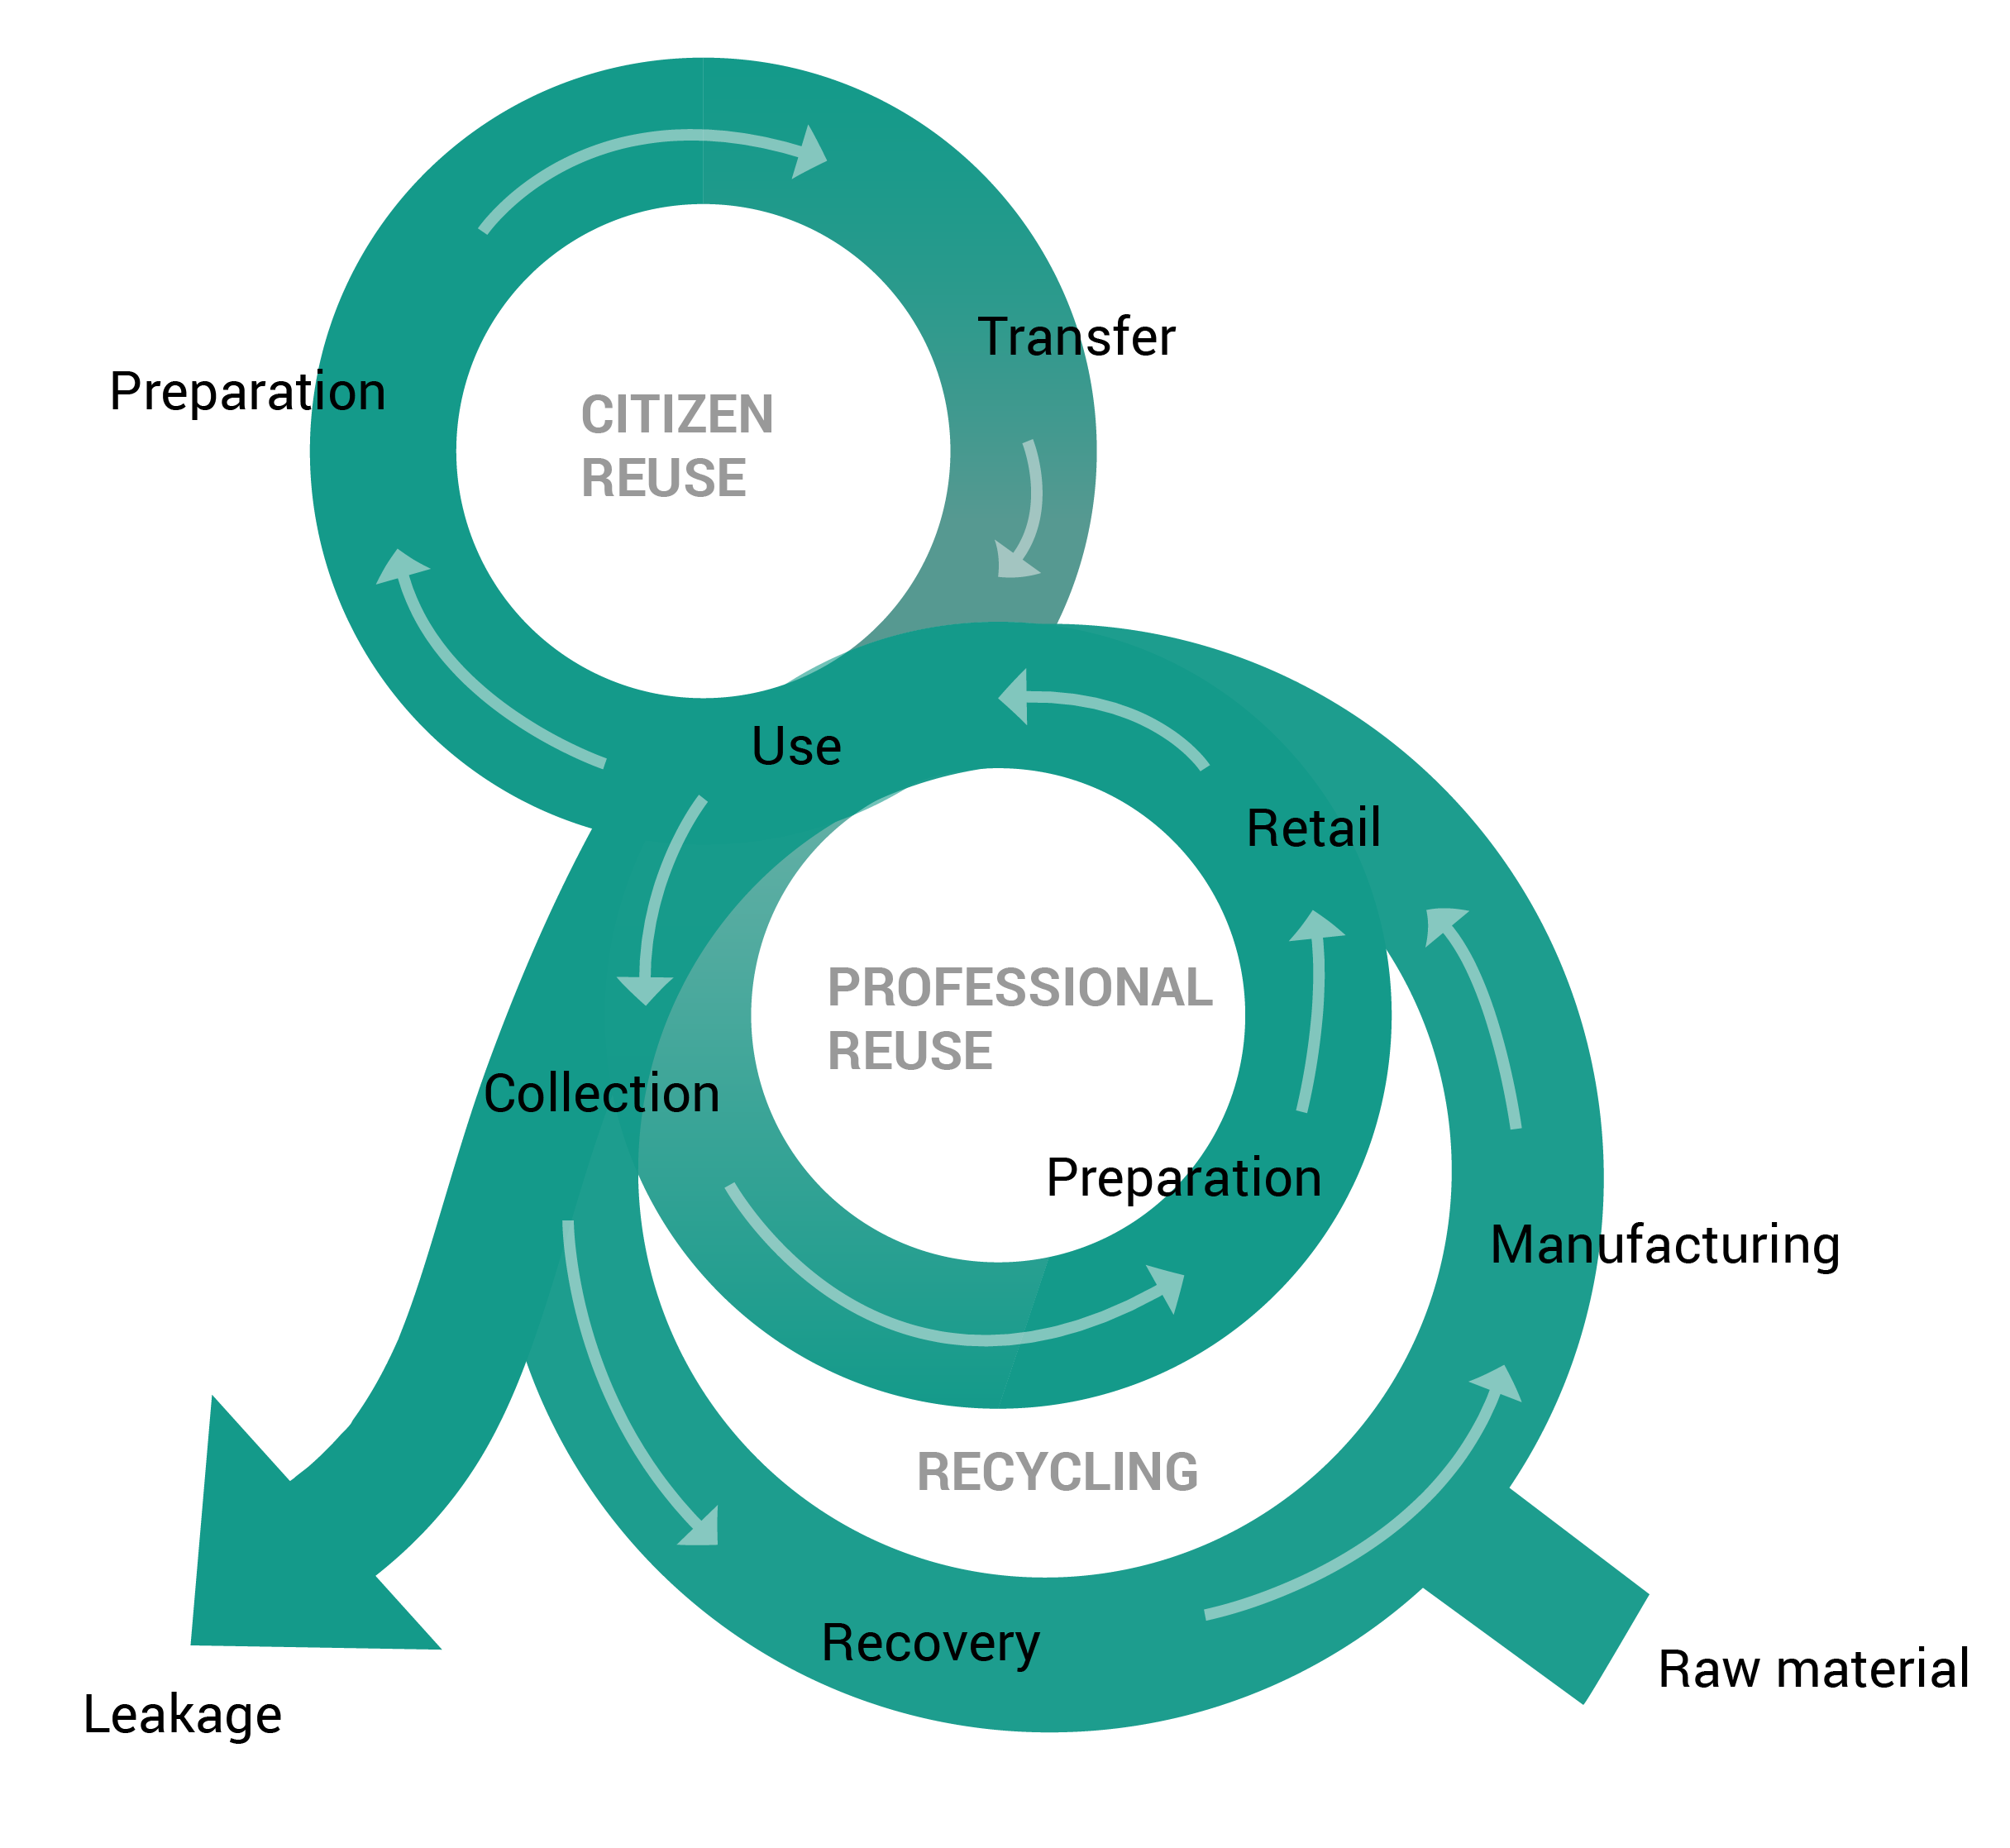 Transfer
Preparation
CITIZEN
REUSE
Use
Retail
PROFESSIONAL
REUSE
Collection
Preparation
Manufacturing
RECYCLING
Recovery
Raw material
Leakage